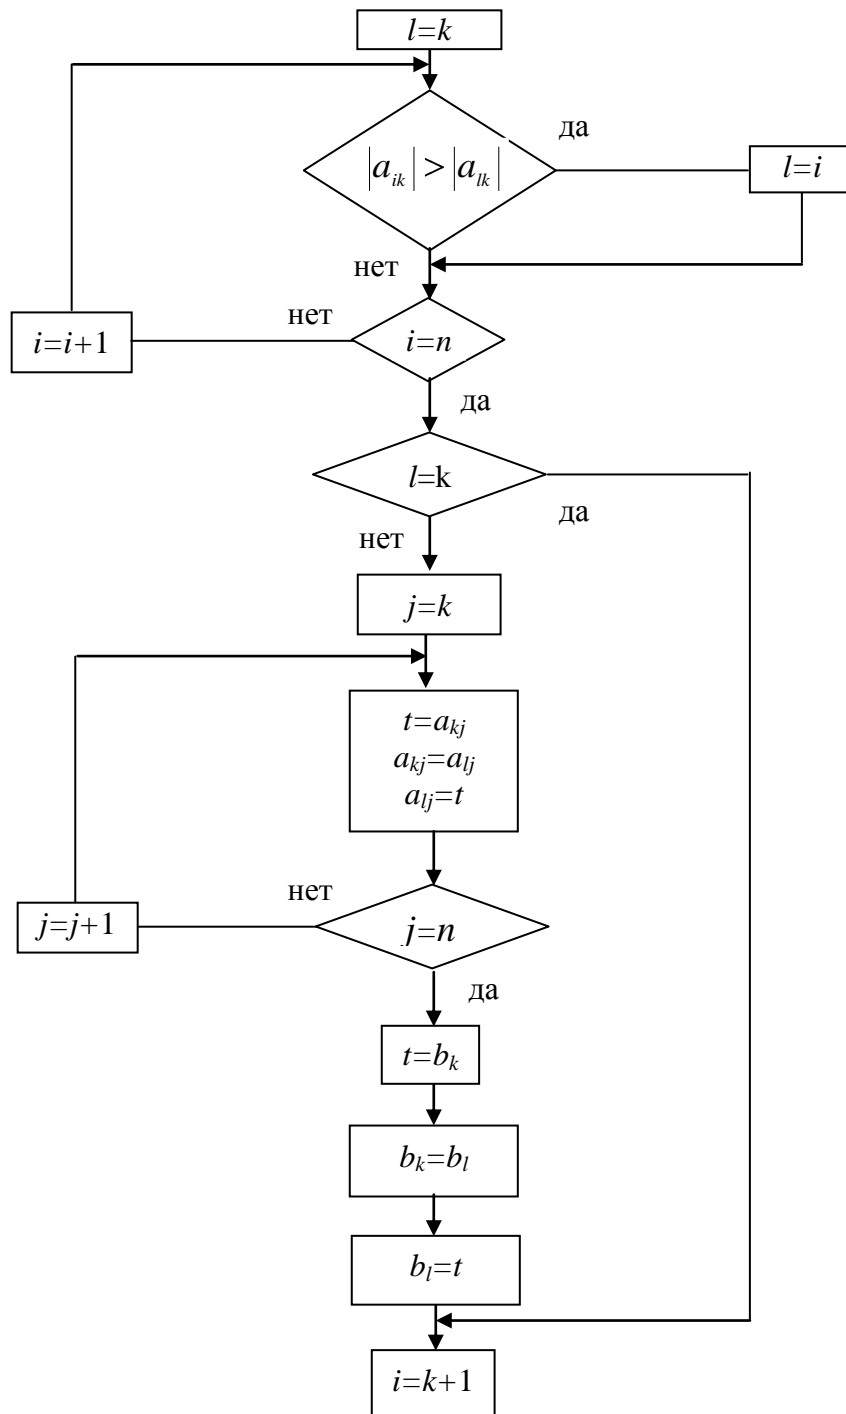 l=k
да
|a_ik|>|a_lk|
l=i
нет
нет
i=i+1
i=n
да
l=k
да
нет
j=k
t=a_kj
a_kj=a_lj
a_lj=t
нет
j=j+1
j=n
да
t=b_k
b_k=b_l
b_l=t
i=k+1